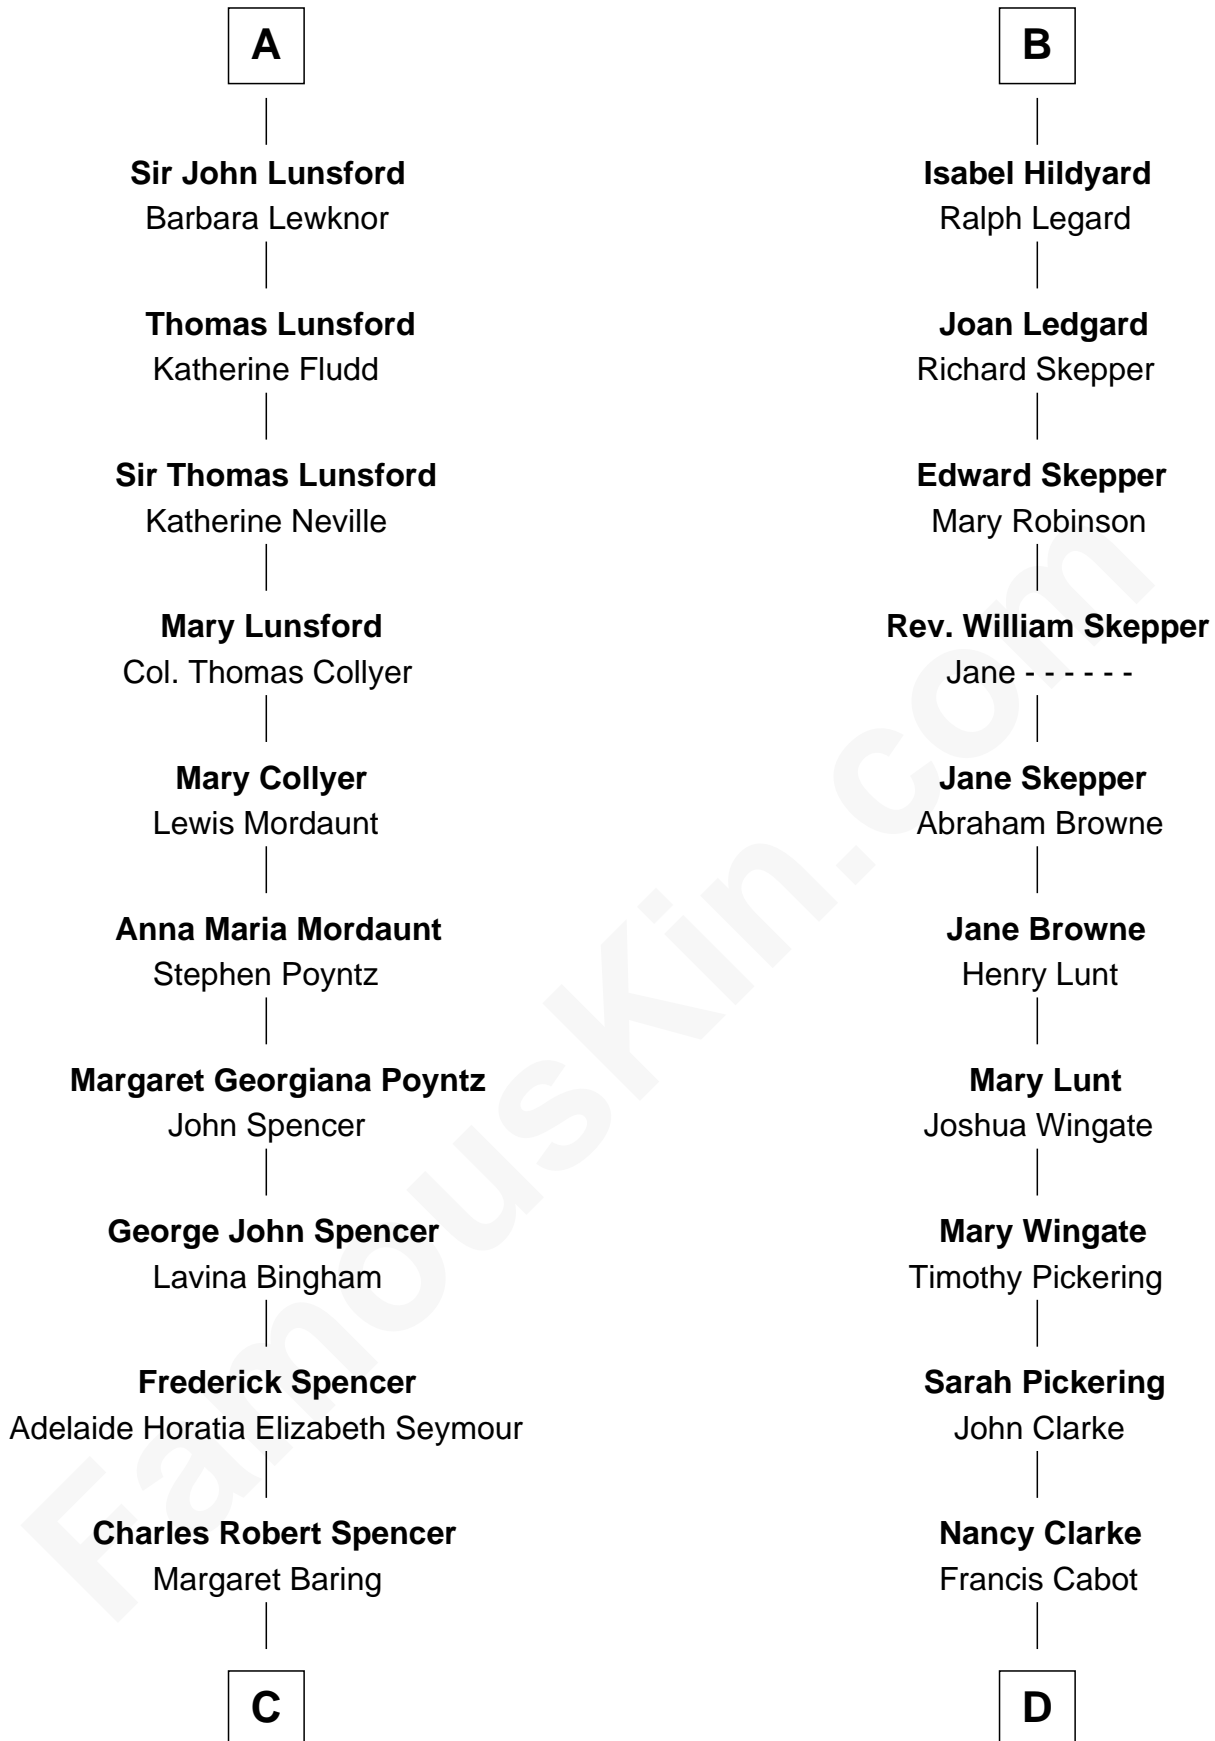 A
Sir John Lunsford
Barbara Lewknor
Thomas Lunsford
Katherine Fludd
Sir Thomas Lunsford
Katherine Neville
Mary Lunsford
Col. Thomas Collyer
Mary Collyer
Lewis Mordaunt
Anna Maria Mordaunt
Stephen Poyntz
Margaret Georgiana Poyntz
John Spencer
George John Spencer
Lavina Bingham
Frederick Spencer
Adelaide Horatia Elizabeth Seymour
Charles Robert Spencer
Margaret Baring
C
B
Isabel Hildyard
Ralph Legard
Joan Ledgard
Richard Skepper
Edward Skepper
Mary Robinson
Rev. William Skepper
Jane - - - - - -
Jane Skepper
Abraham Browne
Jane Browne
Henry Lunt
Mary Lunt
Joshua Wingate
Mary Wingate
Timothy Pickering
Sarah Pickering
John Clarke
Nancy Clarke
Francis Cabot
D
FamousKin.com